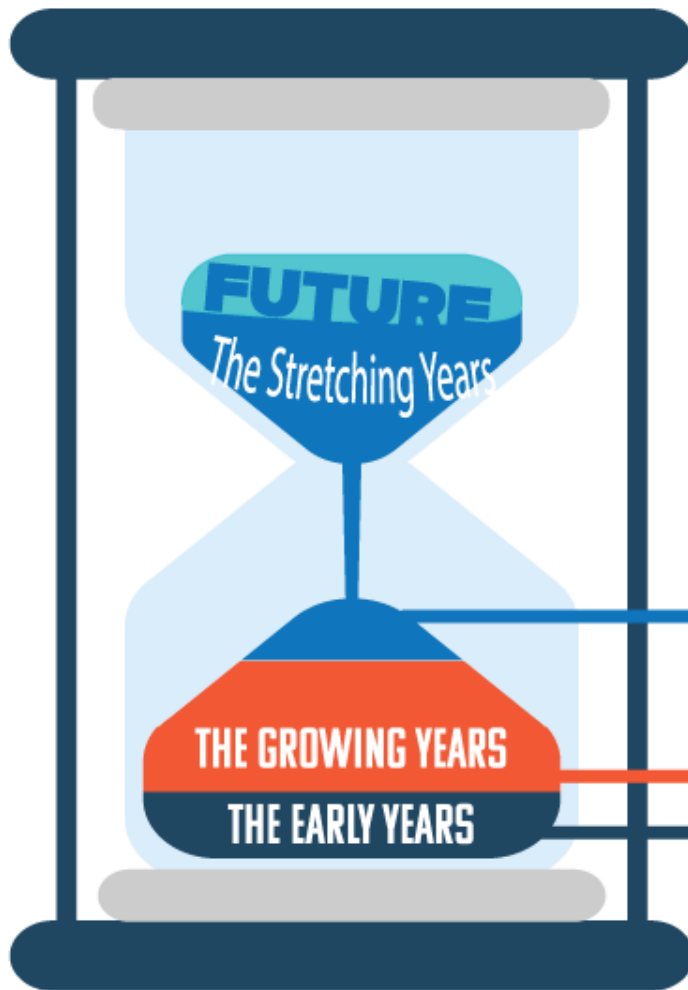 FUTURE
The Stretching Years
THE GROWING YEARS
THE EARLY YEARS